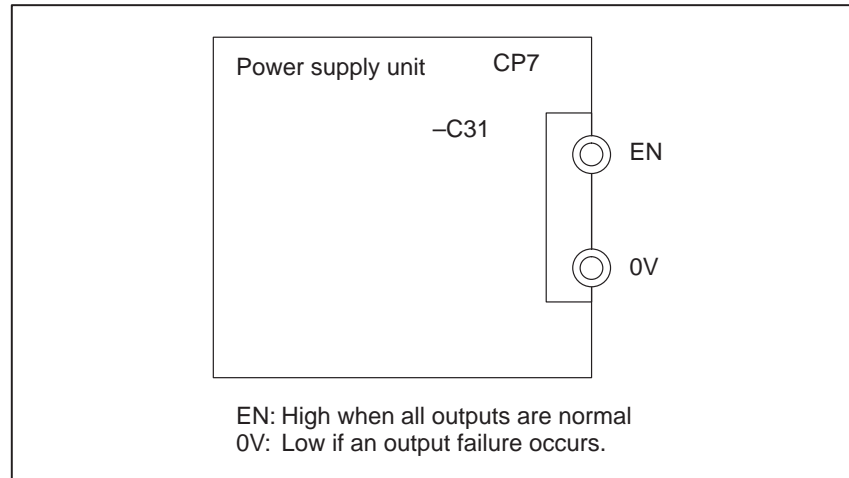 Power supply unit CP7
–C31
EN
0V
EN: High when all outputs are normal
0V: Low if an output failure occurs.